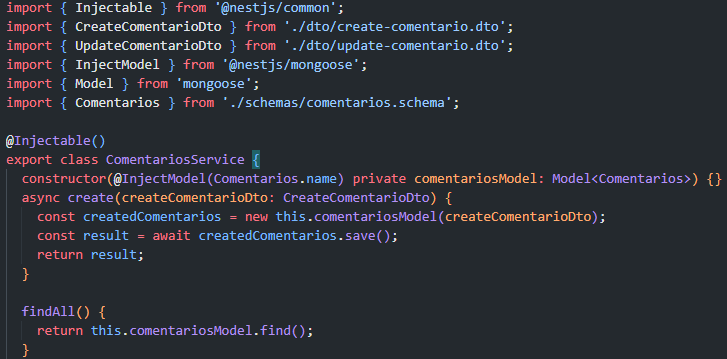 import { Injectable } from '@nestjs/common';
import { CreateComentarioDto } from './dto/create-comentario.dto';
import { UpdateComentarioDto } from './dto/update-comentario.dto';
import { InjectModel } from '@nestjs/mongoose';
import { Model } from 'mongoose';
import { Comentarios } from './schemas/comentarios.schema';

@Injectable()
export class ComentariosService {
  constructor(@InjectModel(Comentarios.name) private comentariosModel: Model<Comentarios>) {}
  async create(createComentarioDto: CreateComentarioDto) {
    const createdComentarios = new this.comentariosModel(createComentarioDto);
    const result = await createdComentarios.save();
    return result;
  }

  findAll() {
    return this.comentariosModel.find();
  }